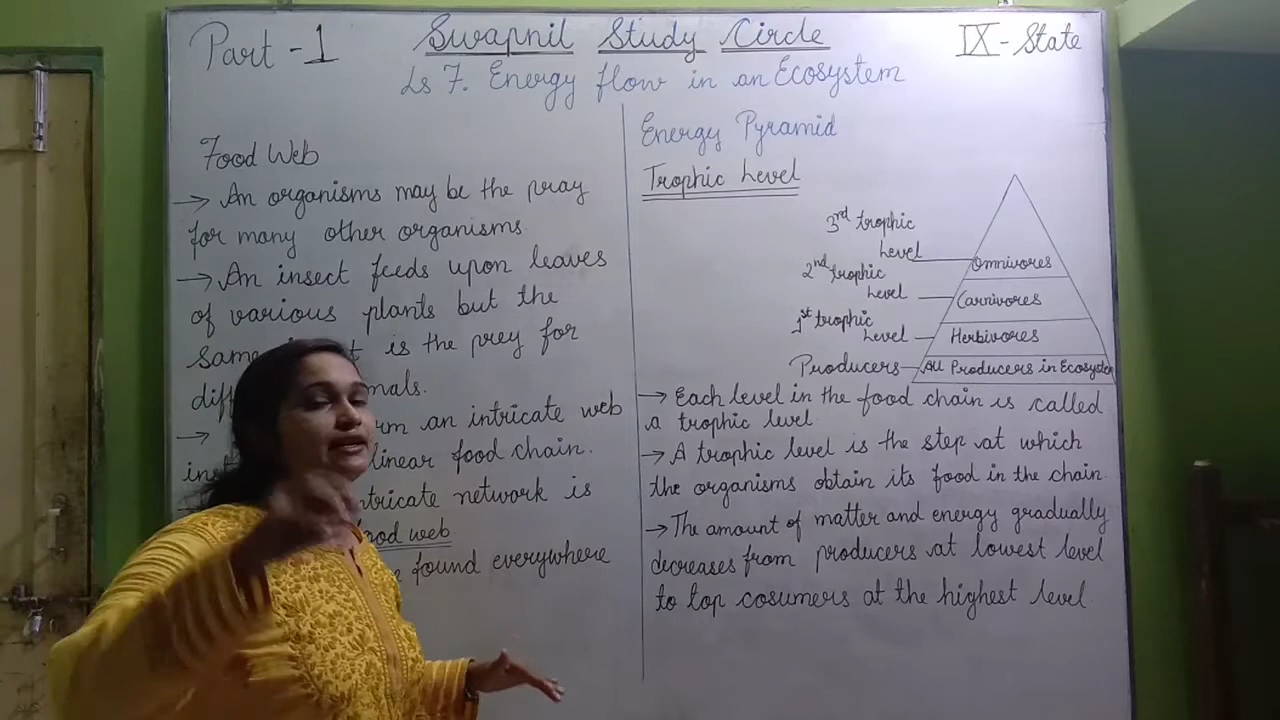 Part - 1
Swapnil Study Circle
IX - State
Ls 7. Energy flow in an Ecosystem
Food Web
→ An organisms may be the pray
for many other organisms.
→ An insect feeds upon leaves
of various plants but the
same is the prey for
→ an intricate web
linear food chain.
network is
web
found everywhere
Energy Pyramid
Trophic Level
3rd trophic
Level
Omnivores
2nd trophic
Level
Carnivores
1st trophic
Level
Herbivores
Producers
All Producers in Ecosystem
→ Each level in the food chain is called
a trophic level
→ A trophic level is the step at which
the organisms obtain its food in the chain.
→ The amount of matter and energy gradually
decreases from producers at lowest level
to top cosumers at the highest level.